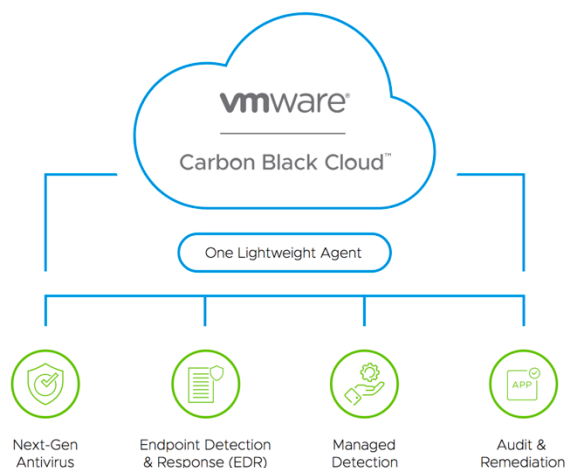 vmware®
Carbon Black Cloud™
One Lightweight Agent
APP
Next-Gen
Antivirus
Endpoint Detection
& Response (EDR)
Managed
Detection
Audit &
Remediation